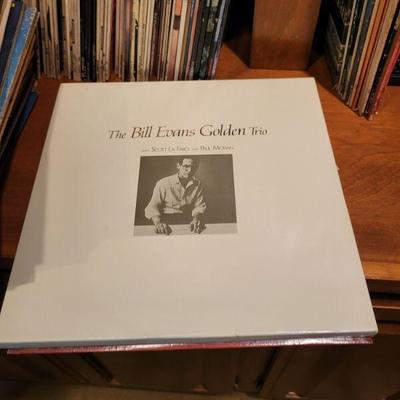 The Bill Evans Golden Trio
with SCOTT LA FARO and PAUL MOTIAN